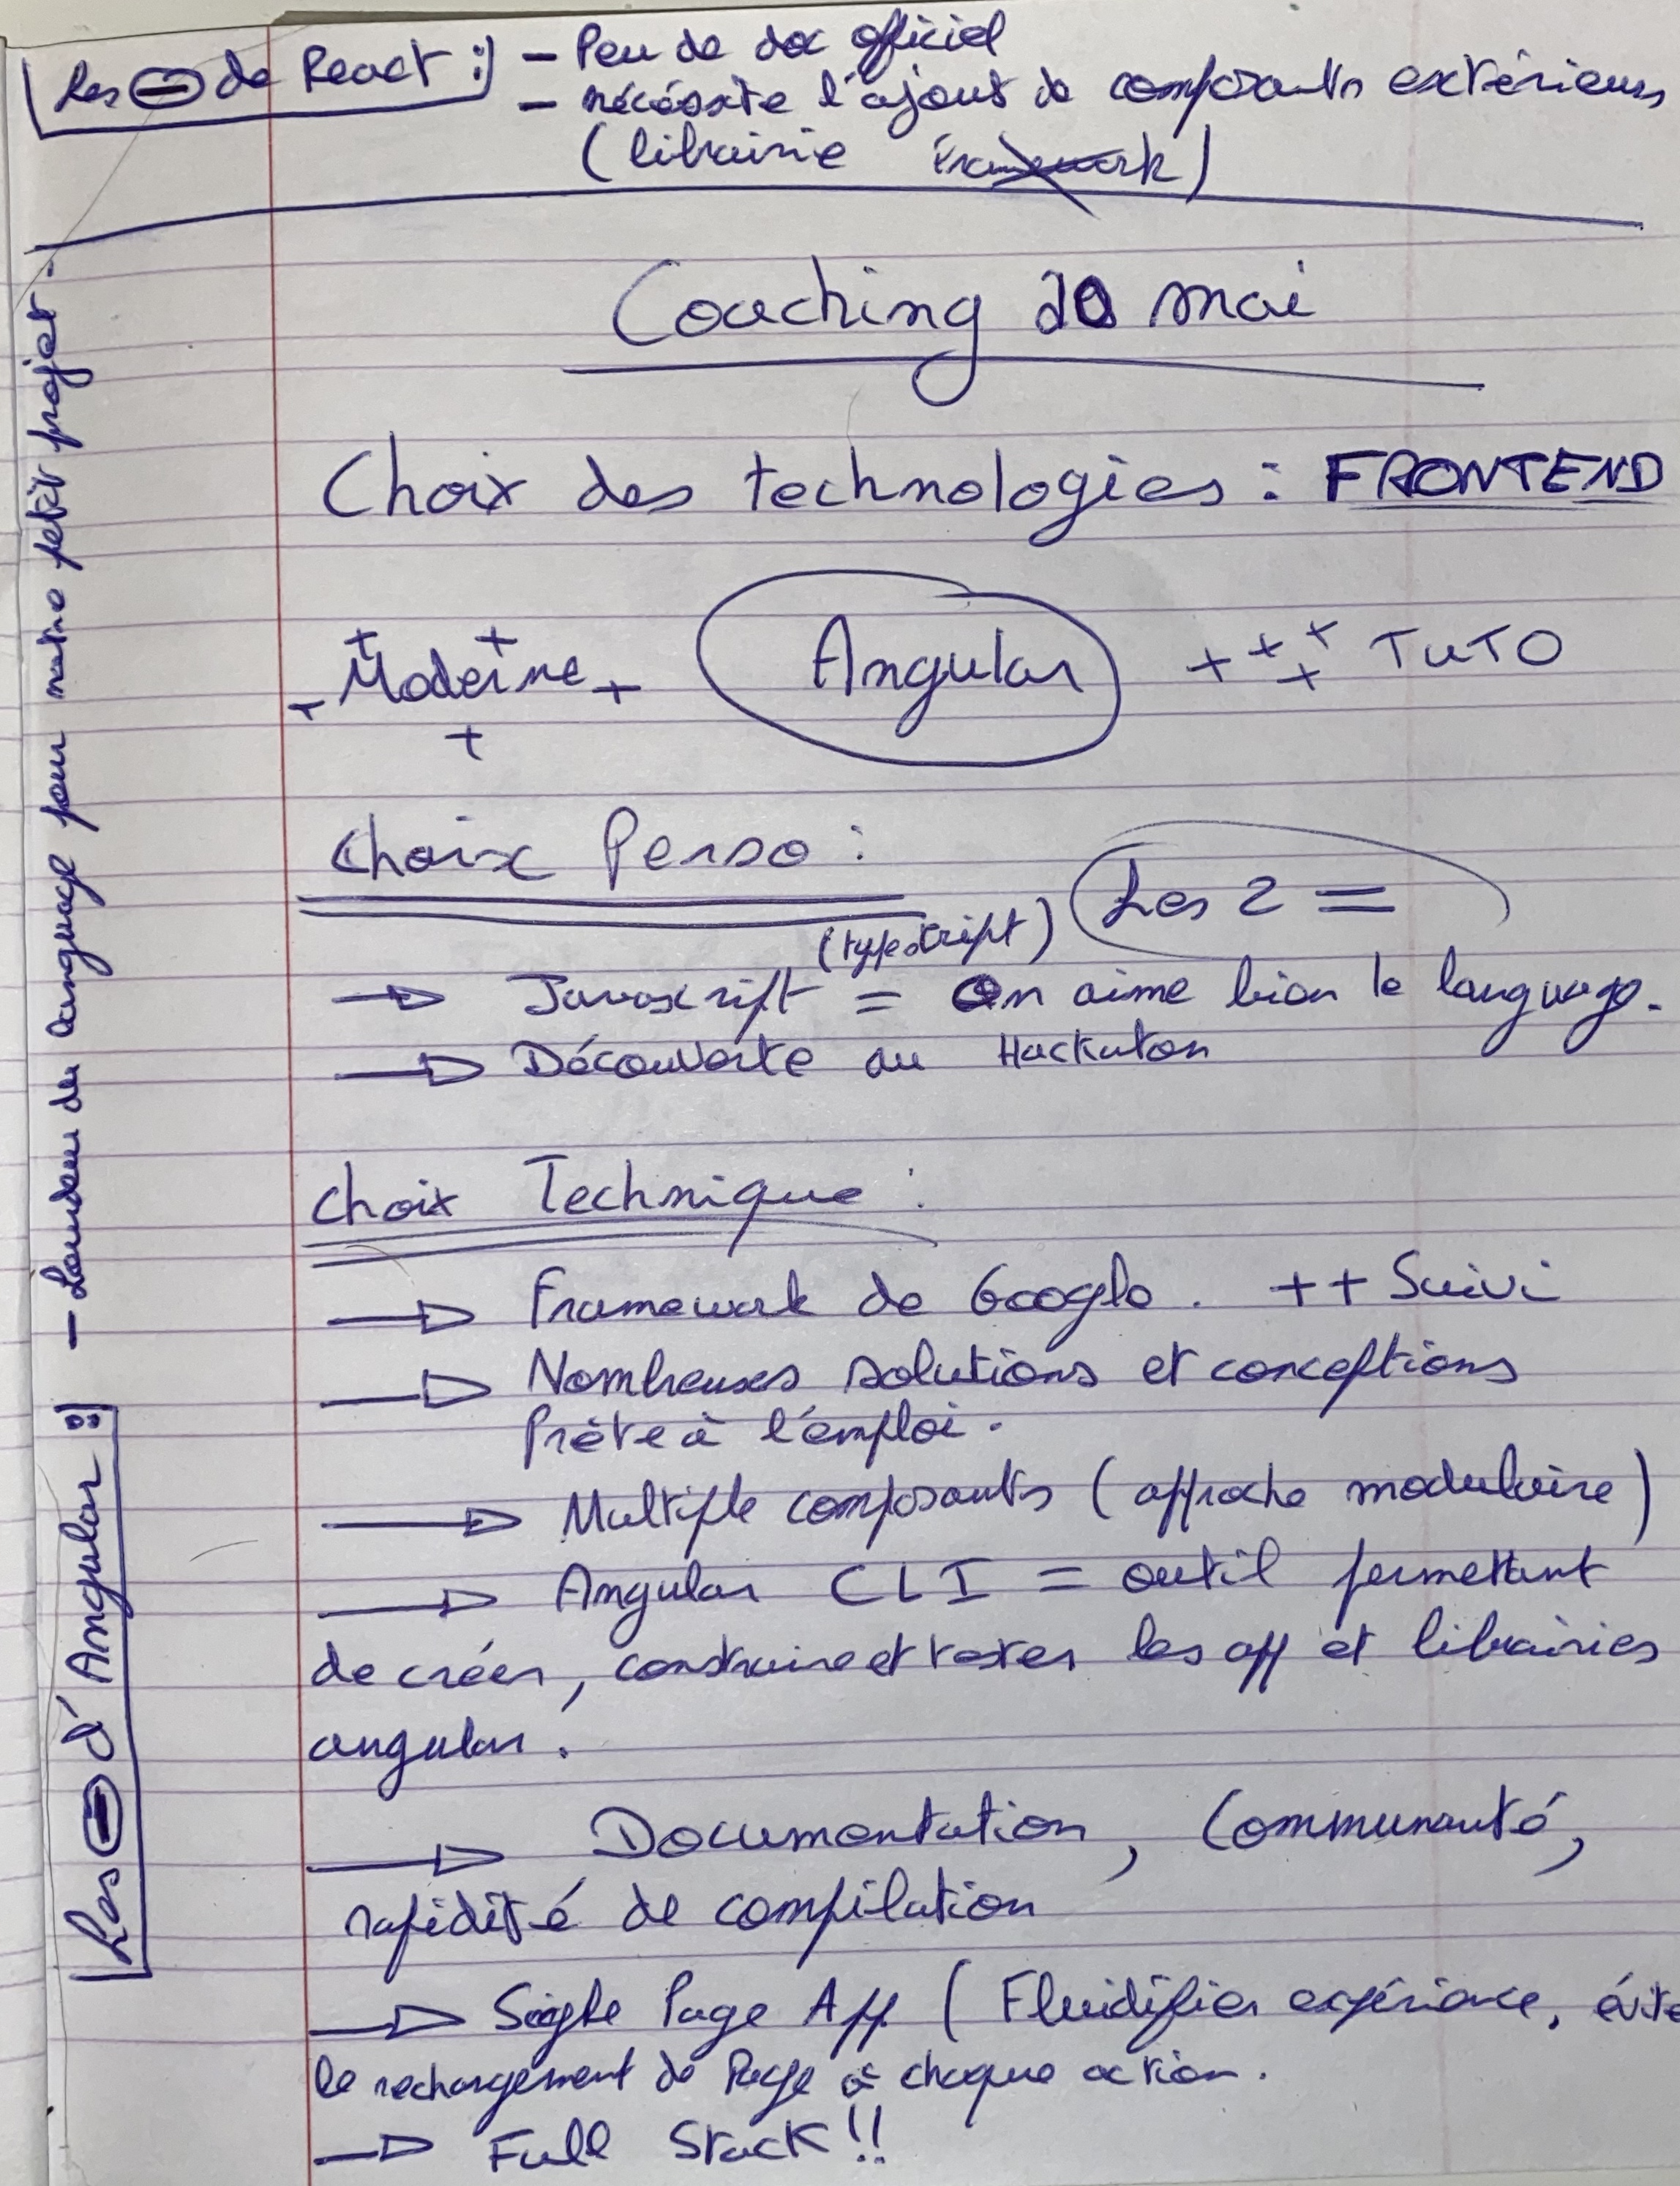 Les ⊖ de React :
- Peu de doc officiel
- nécéssite l'ajout de composants extérieurs
(librairie framework)
Coaching 20 mai
Choix des technologies : FRONTEND
+ + Moderne + + +
Angular
++++ TUTO
Choix Perso :
Les 2 =
(typescript)
→ Javascript = On aime bien le language.
→ Découverte au Hackaton
Choix Technique :
→ Framework de Google. ++ Suivi
→ Nombreuses solutions et conceptions
Prête à l'emploi.
→ Multiple composants (approche modulaire)
→ Angular CLI = outil permettant
de créer, construire et tester les app et librairies
angular.
→ Documentation, Communauté,
rapidité de compilation
→ Single Page App (Fluidifier expérience, évite
le rechargement de Page à chaque action.
→ Full Stack !!
Les ⊖ d'Angular :
- Lourdeur du language pour notre petit projet -